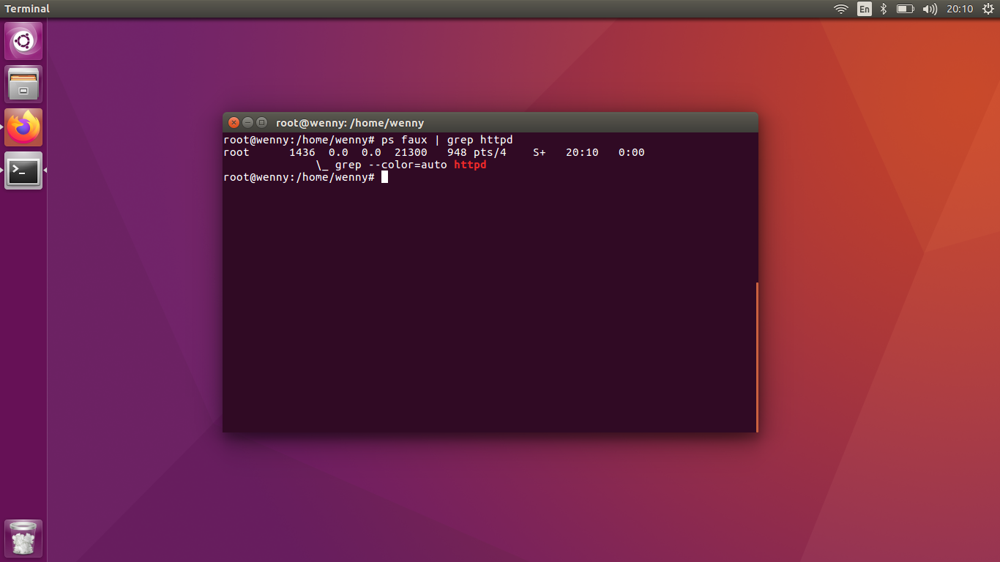 Terminal
En
20:10
root@wenny: /home/wenny
root@wenny:/home/wenny# ps faux | grep httpd
root      1436  0.0  0.0  21300   948 pts/4    S+   20:10   0:00
              \_ grep --color=auto httpd
root@wenny:/home/wenny#